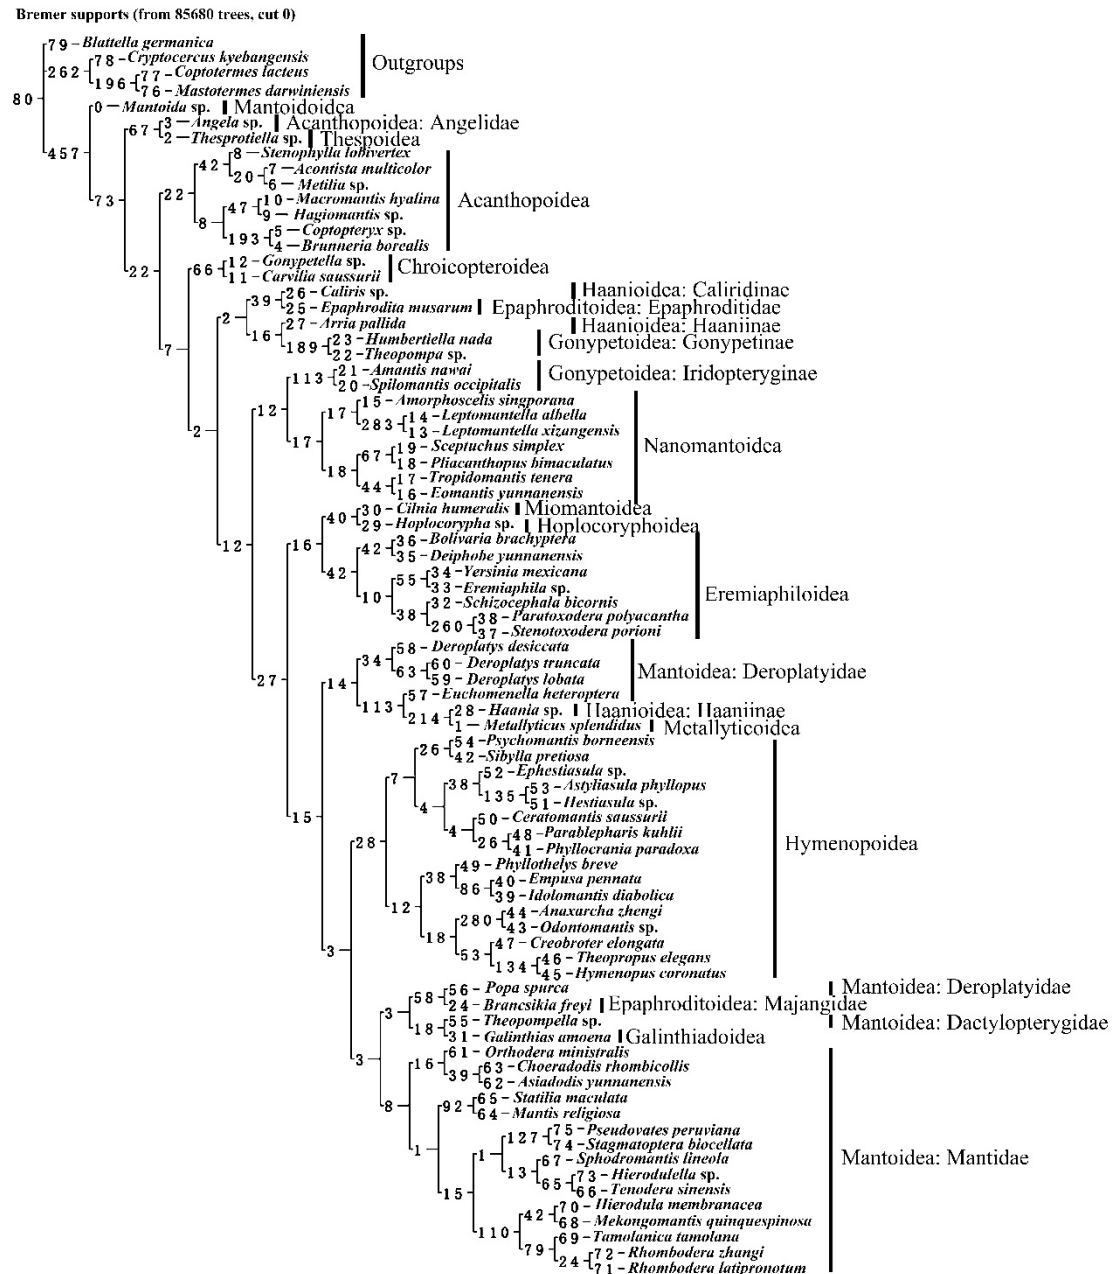 Bremer supports (from 85680 trees, cut 0)
79 Blattella germanica
78 Cryptocercus kyebangensis
262
77 Coptotermes lacteus
Outgroups
196
76 Mastotermes darwiniensis
80
0 Mantoida sp. Mantoidoidea
3 Angela sp. Acanthopoidea: Angelidae
67
2 Thesprotiella sp. Thespoidea
457
8 Stenophylla lobivertex
42
7 Acontista multicolor
20
6 Metilia sp.
22
73
10 Macromantis hyalina
Acanthopoidea
47
9 Hagiomantis sp.
8
5 Coptopteryx sp.
193
4 Brunneria borealis
12 Gonypetella sp.
66
Chroicopteroidea
22
11 Carvilia saussurii
26 Caliris sp. Haanioidea: Caliridinae
39
25 Epaphrodita musarum Epaphroditoidea: Epaphroditidae
2
27 Arria pallida Haanioidea: Haaniinae
16
23 Humbertiella nada
189
Gonypetoidea: Gonypetinae
7
22 Theopompa sp.
21 Amantis nawai
113
Gonypetoidea: Iridopteryginae
20 Spilomantis occipitalis
15 Amorphoscelis singporana
12
17
14 Leptomantella albella
283
2
13 Leptomantella xizangensis
17
19 Sceptuchus simplex
Nanomantoidea
67
18 Pliacanthopus bimaculatus
18
17 Tropidomantis tenera
44
16 Eomantis yunnanensis
30 Cilnia humeralis Miomantoidea
40
29 Hoplocorypha sp. Hoplocoryphoidea
36 Bolivaria brachyptera
12
16
42
35 Deiphobe yunnanensis
42
34 Yersinia mexicana
55
33 Eremiaphila sp.
10
Eremiaphiloidea
32 Schizocephala bicornis
38
38 Paratoxodera polyacantha
260
37 Stenotoxodera porioni
58 Deroplatys desiccata
34
60 Deroplatys truncata
63
Mantoidea: Deroplatyidae
27
14
59 Deroplatys lobata
57 Euchomenella heteroptera
113
28 Haania sp. Haanioidea: Haaniinae
214
1 Metallyticus splendidus Metallyticoidea
54 Psychomantis borneensis
26
42 Sibylla pretiosa
7
52 Ephestiasula sp.
38
53 Astyliasula phyllopus
135
51 Hestiasula sp.
4
15
50 Ceratomantis saussurii
4
48 Parablepharis kuhlii
26
28
Hymenopoidea
41 Phyllocrania paradoxa
49 Phyllothelys breve
38
40 Empusa pennata
86
39 Idolomantis diabolica
12
44 Anaxarcha zhengi
280
43 Odontomantis sp.
18
47 Creobroter elongata
3
53
46 Theopropus elegans
134
45 Hymenopus coronatus
56 Popa spurca Mantoidea: Deroplatyidae
58
24 Brancsikia freyi Epaphroditoidea: Majangidae
3
55 Theopompella sp. Mantoidea: Dactylopterygidae
18
31 Galinthias amoena Galinthiadoidea
3
61 Orthodera ministralis
16
63 Choeradodis rhombicollis
39
62 Asiadodis yunnanensis
8
65 Statilia maculata
92
64 Mantis religiosa
1
75 Pseudovates peruviana
127
74 Stagmatoptera biocellata
1
67 Sphodromantis lineola
Mantoidea: Mantidae
13
73 Hierodulella sp.
65
66 Tenodera sinensis
15
70 Hierodula membranacea
42
68 Mekongomantis quinquespinosa
110
69 Tamolanica tamolana
79
72 Rhombodera zhangi
24
71 Rhombodera latipronotum